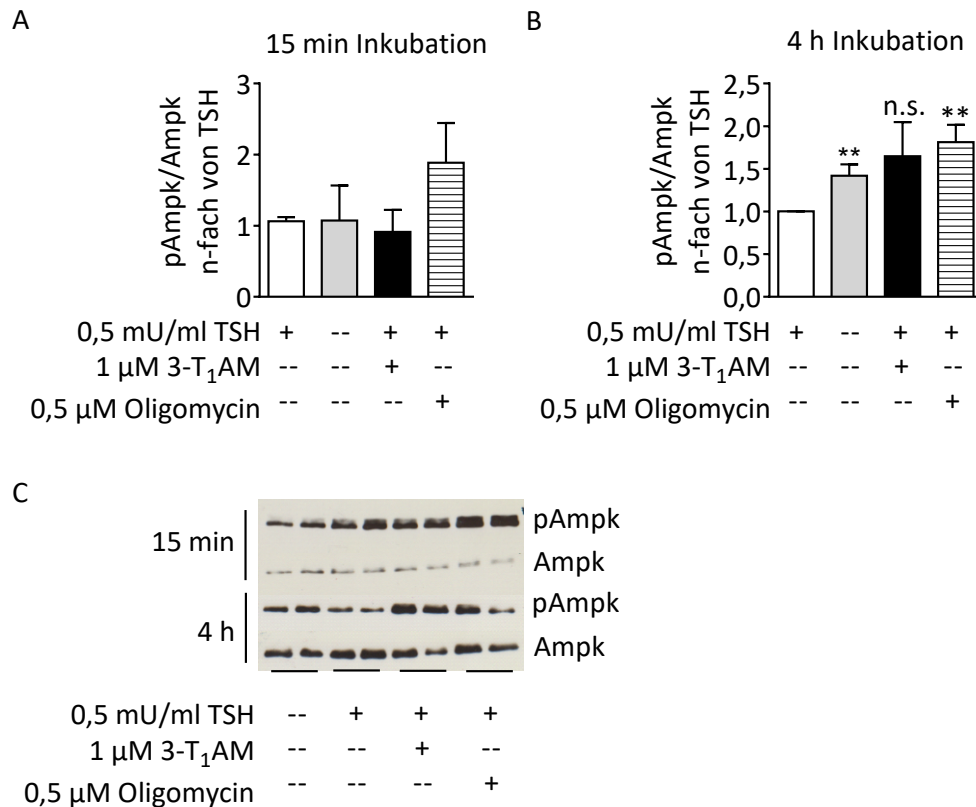 A
15 min Inkubation
pAmpk/Ampk
n-fach von TSH
3
2
1
0
0,5 mU/ml TSH + -- + +
1 µM 3-T₁AM -- -- + --
0,5 µM Oligomycin -- -- -- +
B
4 h Inkubation
pAmpk/Ampk
n-fach von TSH
2,5
2,0
1,5
1,0
0,5
0,0
** n.s. **
0,5 mU/ml TSH + -- + +
1 µM 3-T₁AM -- -- + --
0,5 µM Oligomycin -- -- -- +
C
15 min
pAmpk
Ampk
4 h
pAmpk
Ampk
0,5 mU/ml TSH -- + + +
1 µM 3-T₁AM -- -- + --
0,5 µM Oligomycin -- -- -- +